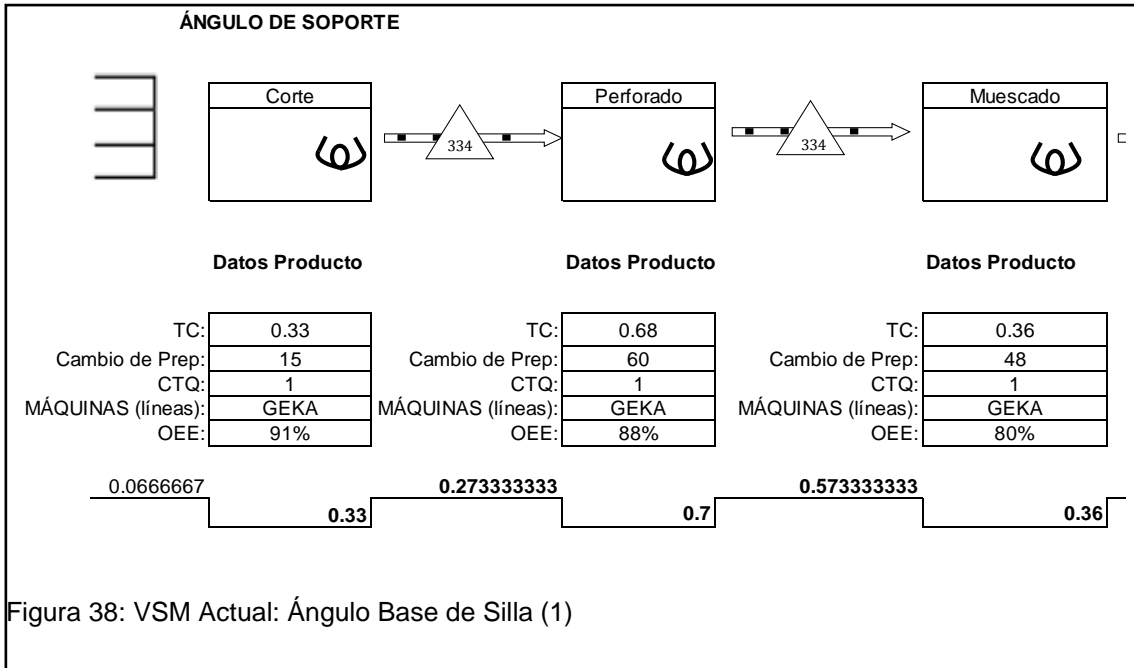 ÁNGULO DE SOPORTE
Corte
Perforado
Muescado
334
334
Datos Producto Datos Producto Datos Producto
TC: 0.33 TC: 0.68 TC: 0.36
Cambio de Prep: 15 Cambio de Prep: 60 Cambio de Prep: 48
CTQ: 1 CTQ: 1 CTQ: 1
MÁQUINAS (líneas): GEKA MÁQUINAS (líneas): GEKA MÁQUINAS (líneas): GEKA
OEE: 91% OEE: 88% OEE: 80%
0.0666667 0.273333333 0.573333333
0.33 0.7 0.36
Figura 38: VSM Actual: Ángulo Base de Silla (1)